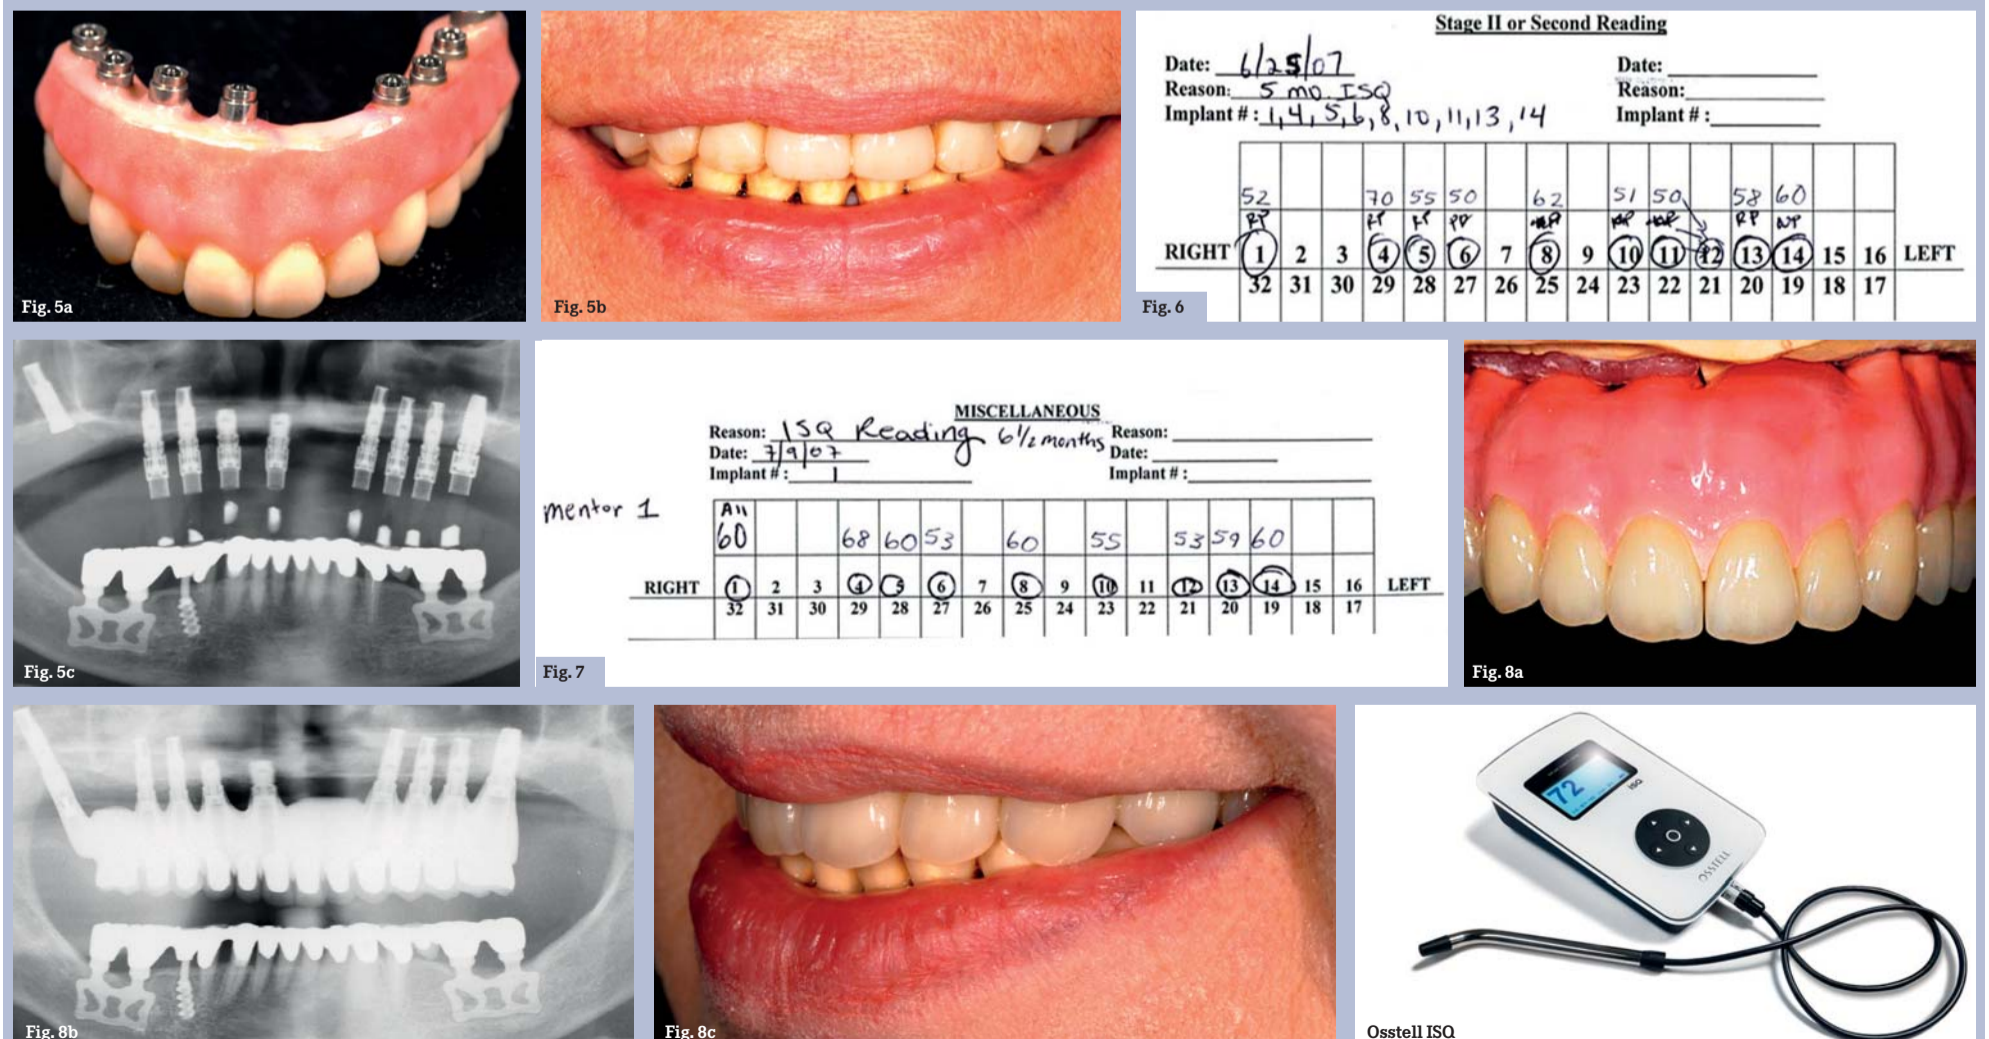 Fig. 5a
Fig. 5b
Stage II or Second Reading
Date: 6/25/07 Date:
Reason: 5 mo. ISQ Reason:
Implant # : 1,4,5,6,8,10,11,13,14 Implant # :
52 70 55 50 62 51 50 58 60
RP RP
RIGHT 1 2 3 4 5 6 7 8 9 10 11 12 13 14 15 16 LEFT
32 31 30 29 28 27 26 25 24 23 22 21 20 19 18 17
Fig. 6
Fig. 5c
MISCELLANEOUS
Reason: ISQ Reading 6 1/2 months Reason:
Date: 7/9/07 Date:
Implant # : 1 Implant # :
mentor 1
All
60 68 60 53 60 55 53 59 60
RIGHT 1 2 3 4 5 6 7 8 9 10 11 12 13 14 15 16 LEFT
32 31 30 29 28 27 26 25 24 23 22 21 20 19 18 17
Fig. 7
Fig. 8a
Fig. 8b
Fig. 8c
72
ISQ
OSSTELL
Osstell ISQ